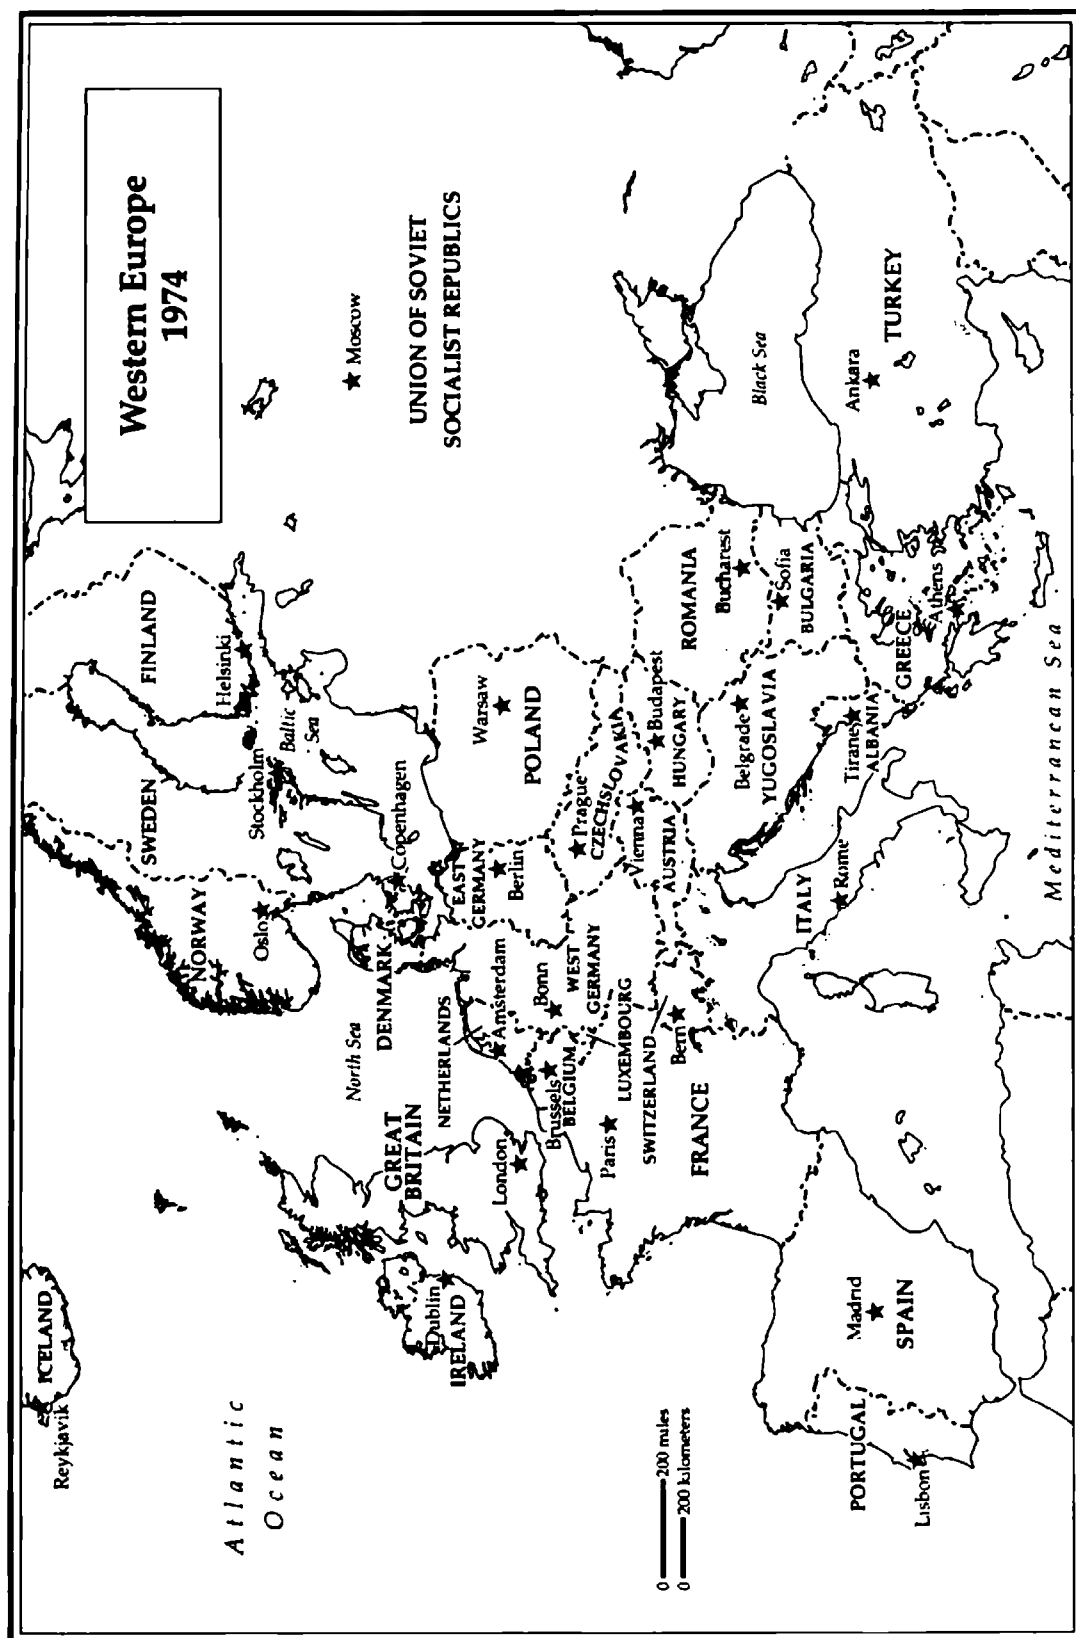 Western Europe
1974
ICELAND
Reykjavik
Atlantic
Ocean
NORWAY
Oslo
SWEDEN
Stockholm
FINLAND
Helsinki
Baltic
Sea
North Sea
DENMARK
Copenhagen
Moscow
UNION OF SOVIET
SOCIALIST REPUBLICS
GREAT
BRITAIN
London
Dublin
IRELAND
NETHERLANDS
Amsterdam
EAST
GERMANY
Berlin
Warsaw
POLAND
Brussels
BELGIUM
Bonn
WEST
GERMANY
LUXEMBOURG
Prague
CZECHSLOVAKIA
Paris
FRANCE
SWITZERLAND
Bern
Vienna
AUSTRIA
Budapest
HUNGARY
ROMANIA
Bucharest
Belgrade
YUGOSLAVIA
Sofia
BULGARIA
Black Sea
0 200 miles
0 200 kilometers
PORTUGAL
Lisbon
Madrid
SPAIN
ITALY
Rome
Tirane
ALBANIA
GREECE
Athens
Ankara
TURKEY
Mediterranean Sea